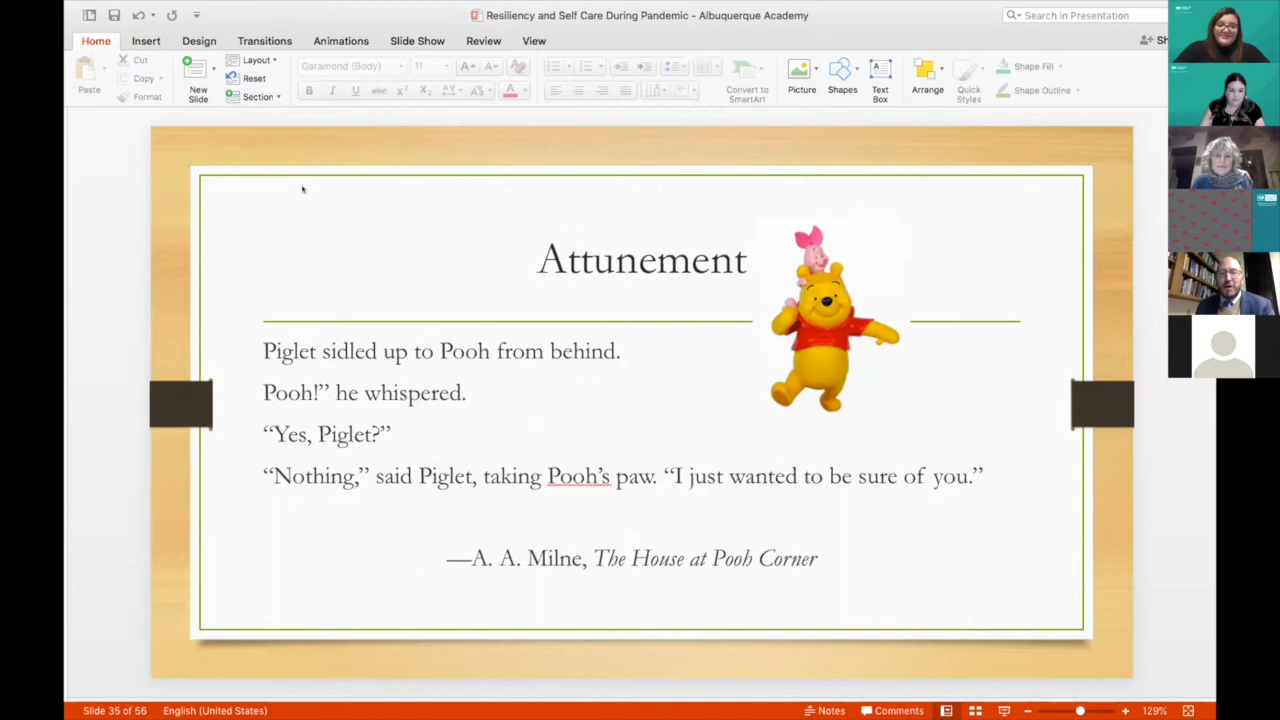 Resiliency and Self Care During Pandemic - Albuquerque Academy
Search in Presentation
Home Insert Design Transitions Animations Slide Show Review View
Paste
Cut
Copy
Format
New
Slide
Layout
Reset
Section
Garamond (Body) 11
Convert to
SmartArt
Picture
Shapes
Text
Box
Arrange
Quick
Styles
Shape Fill
Shape Outline
Attunement
Piglet sidled up to Pooh from behind.
Pooh!” he whispered.
“Yes, Piglet?”
“Nothing,” said Piglet, taking Pooh’s paw. “I just wanted to be sure of you.”
—A. A. Milne, The House at Pooh Corner
Slide 35 of 56 English (United States) Notes Comments 129%